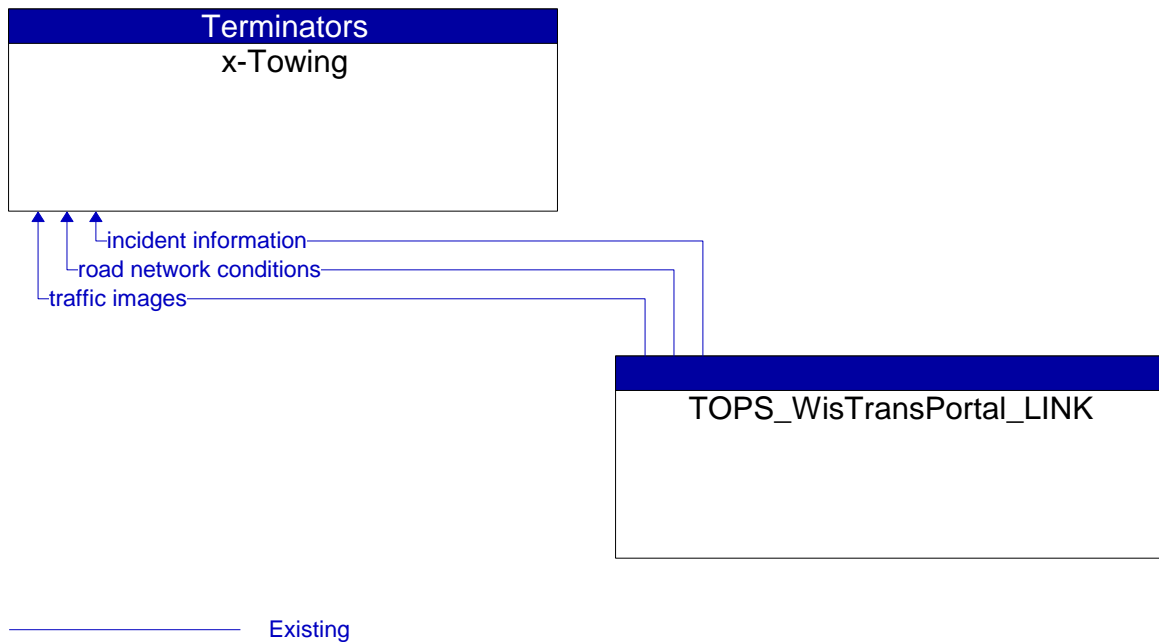 Terminators
x-Towing
incident information
road network conditions
traffic images
TOPS_WisTransPortal_LINK
Existing